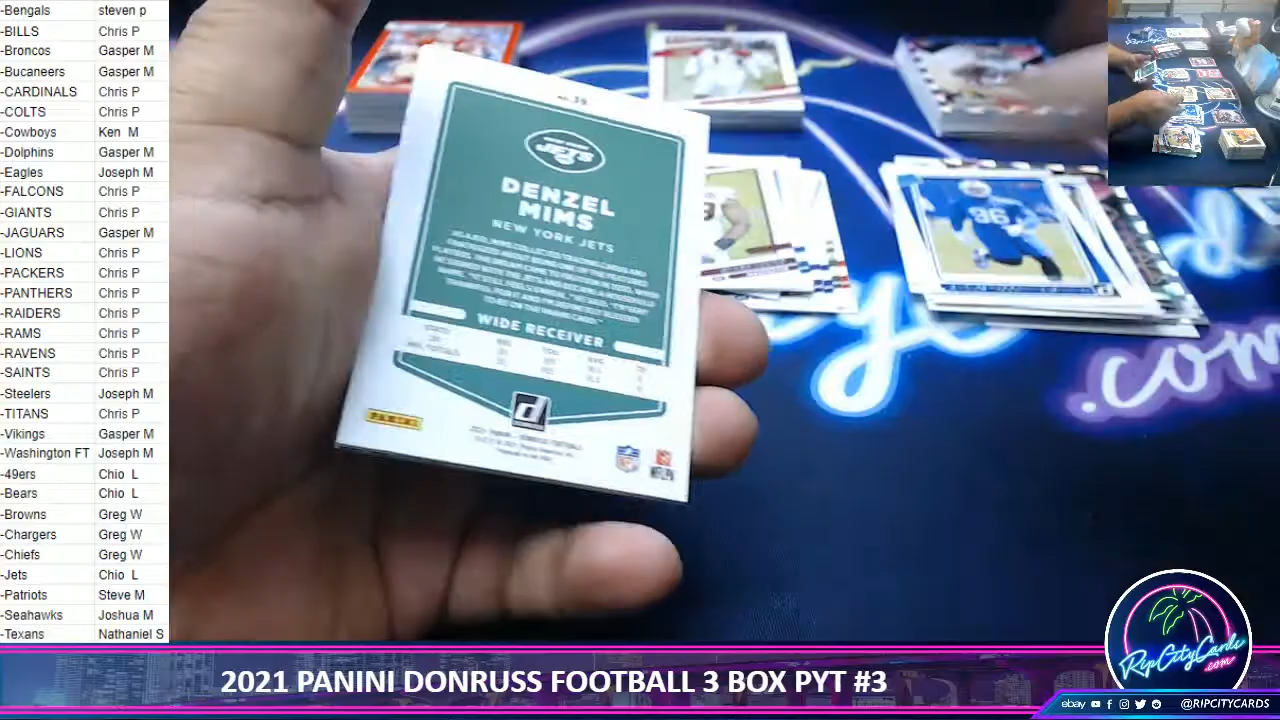 -Bengals steven p
-BILLS Chris P
-Broncos Gasper M
-Bucaneers Gasper M
-CARDINALS Chris P
-COLTS Chris P
-Cowboys Ken M
-Dolphins Gasper M
-Eagles Joseph M
-FALCONS Chris P
-GIANTS Chris P
-JAGUARS Gasper M
-LIONS Chris P
-PACKERS Chris P
-PANTHERS Chris P
-RAIDERS Chris P
-RAMS Chris P
-RAVENS Chris P
-SAINTS Chris P
-Steelers Joseph M
-TITANS Chris P
-Vikings Gasper M
-Washington FT Joseph M
-49ers Chio L
-Bears Chio L
-Browns Greg W
-Chargers Greg W
-Chiefs Greg W
-Jets Chio L
-Patriots Steve M
-Seahawks Joshua M
-Texans Nathaniel S
JETS
DENZEL
MIMS
NEW YORK JETS
WIDE RECEIVER
PANINI
.com
2021 PANINI DONRUSS FOOTBALL 3 BOX PYT #3
RipCityCards
.com
ebay @RIPCITYCARDS